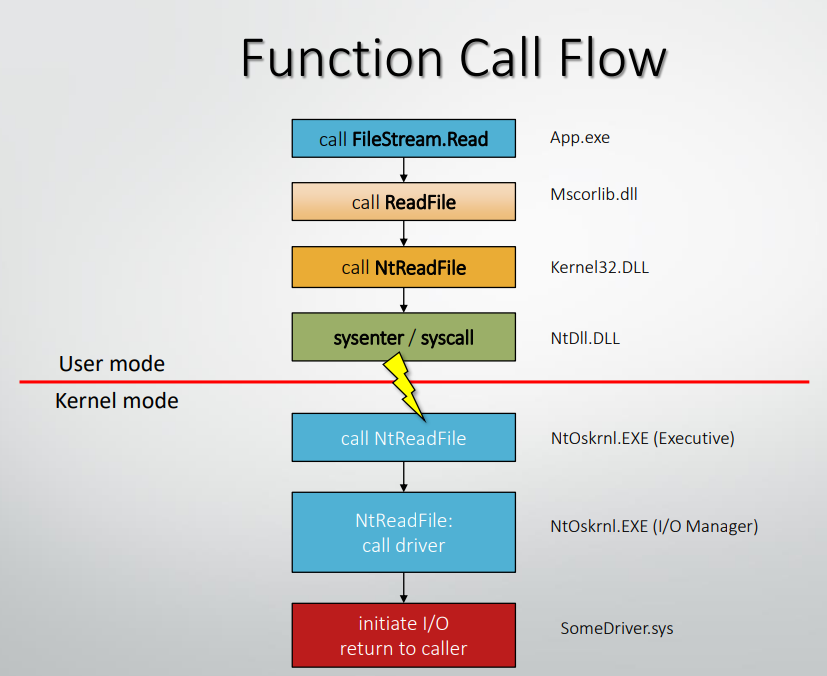 Function Call Flow
call FileStream.Read
App.exe
call ReadFile
Mscorlib.dll
call NtReadFile
Kernel32.DLL
sysenter / syscall
NtDll.DLL
User mode
Kernel mode
call NtReadFile
NtOskrnl.EXE (Executive)
NtReadFile:
call driver
NtOskrnl.EXE (I/O Manager)
initiate I/O
return to caller
SomeDriver.sys